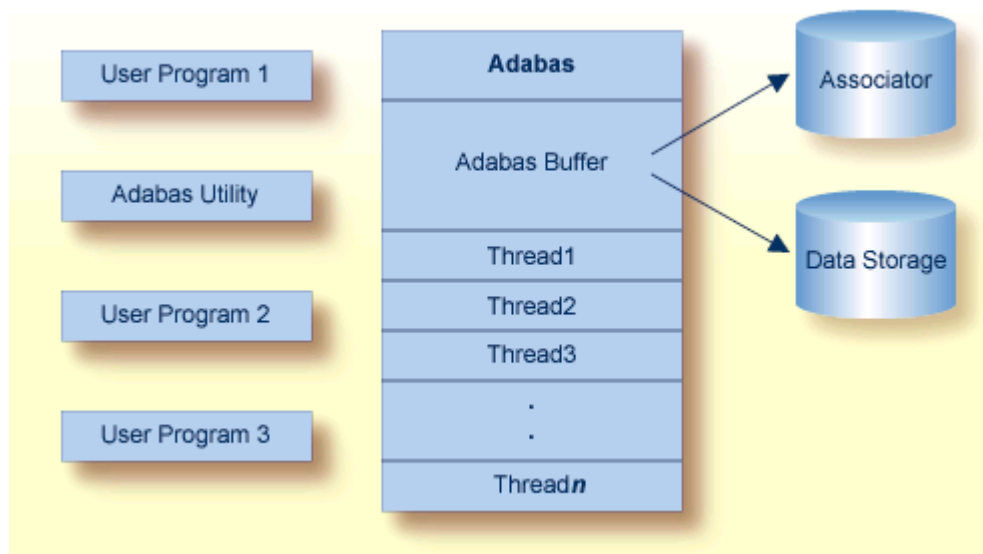 User Program 1
Adabas Utility
User Program 2
User Program 3
Adabas
Adabas Buffer
Thread1
Thread2
Thread3
.
.
Threadn
Associator
Data Storage